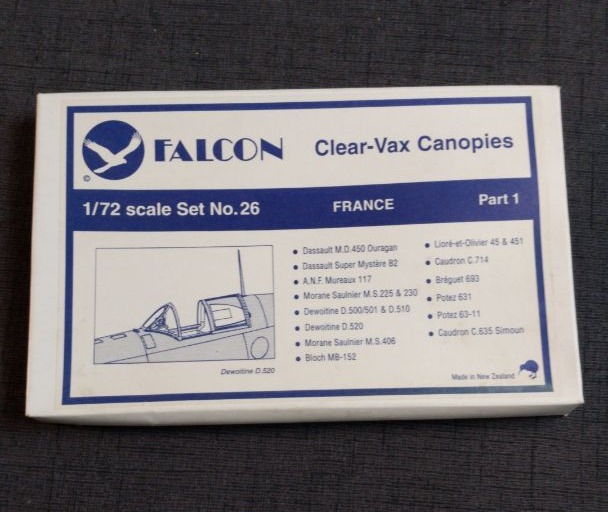 FALCON
Clear-Vax Canopies
©
1/72 scale Set No.26
FRANCE
Part 1
Dewoitine D.520
• Dassault M.D.450 Ouragan
• Dassault Super Mystère B2
• A.N.F. Mureaux 117
• Morane Saulnier M.S.225 & 230
• Dewoitine D.500/501 & D.510
• Dewoitine D.520
• Morane Saulnier M.S.406
• Bloch MB-152
• Lioré-et-Olivier 45 & 451
• Caudron C.714
• Bréguet 693
• Potez 631
• Potez 63-11
• Caudron C.635 Simoun
Made in New Zealand